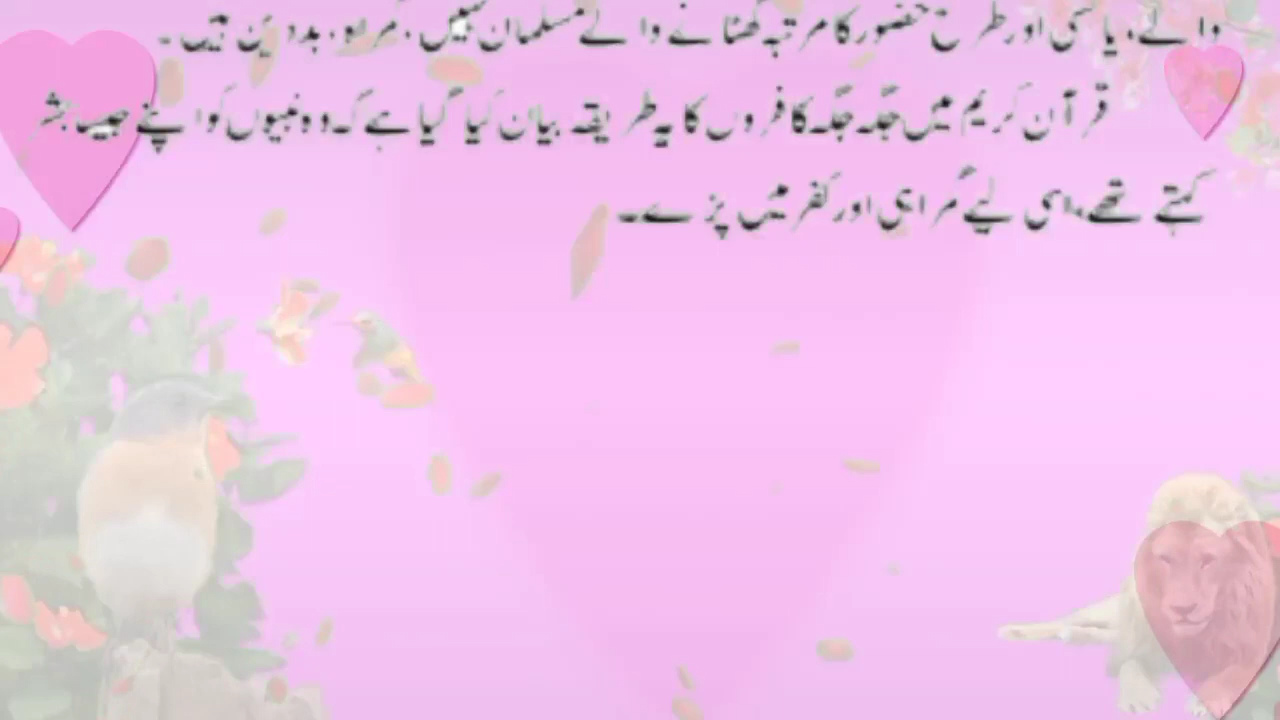 والے، یا کسی اور طرح حضور کا مرتبہ گھٹانے والے مسلمان نہیں، گمراہ، بددین ہیں۔
قرآن کریم میں جگہ جگہ کافروں کا یہ طریقہ بیان کیا گیا ہے کہ وہ نبیوں کو اپنے جیسا بشر
کہتے تھے، اسی لیے گمراہی اور کفر میں پڑے۔